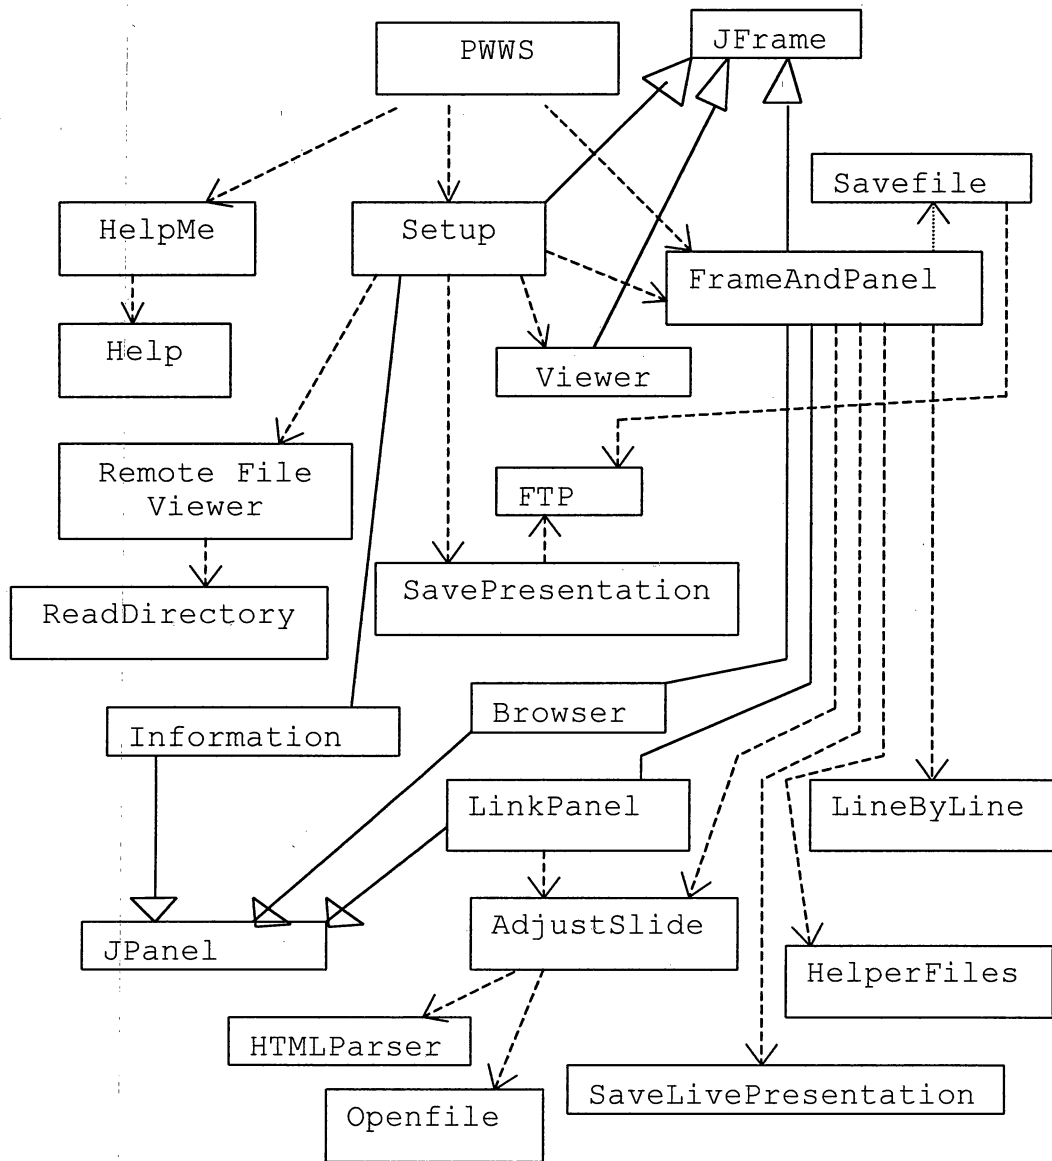 PWWS
JFrame
Savefile
HelpMe
Setup
FrameAndPanel
Help
Viewer
Remote File
Viewer
FTP
SavePresentation
ReadDirectory
Browser
Information
LinkPanel
LineByLine
AdjustSlide
JPanel
HelperFiles
HTMLParser
SaveLivePresentation
Openfile